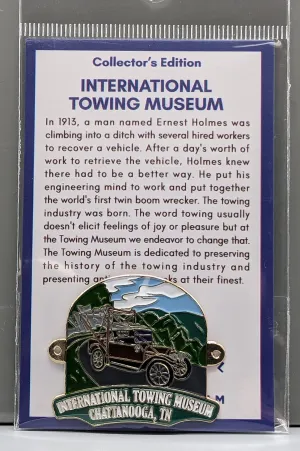 Collector's Edition
INTERNATIONAL
TOWING MUSEUM
In 1913, a man named Ernest Holmes was
climbing into a ditch with several hired workers
to recover a vehicle. After a day's worth of
work to retrieve the vehicle, Holmes knew
there had to be a better way. He put his
engineering mind to work and put together
the world's first twin boom wrecker. The towing
industry was born. The word towing usually
doesn't elicit feelings of joy or pleasure but at
the Towing Museum we endeavor to change that.
The Towing Museum is dedicated to preserving
the history of the towing industry and
presenting at their finest.
INTERNATIONAL TOWING MUSEUM
CHATTANOOGA, TN
M